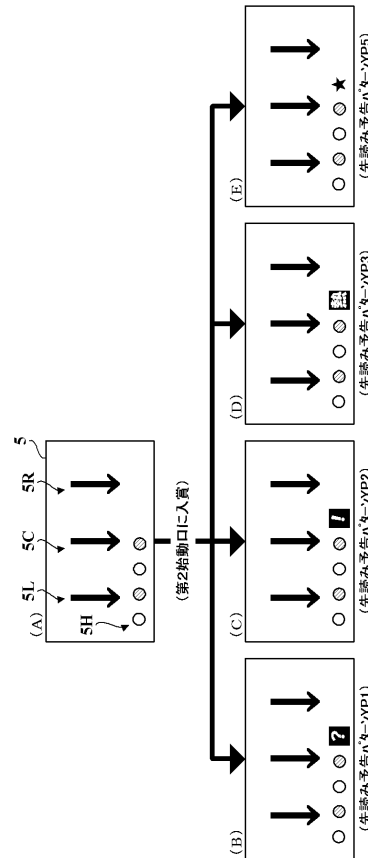 (A)
5L
5C
5R
5
5H
(第2始動口に入賞)
(B)
?
(先読み予告パターンYP1)
(C)
!
(先読み予告パターンYP2)
(D)
熱
(先読み予告パターンYP3)
(E)
(先読み予告パターンYP5)